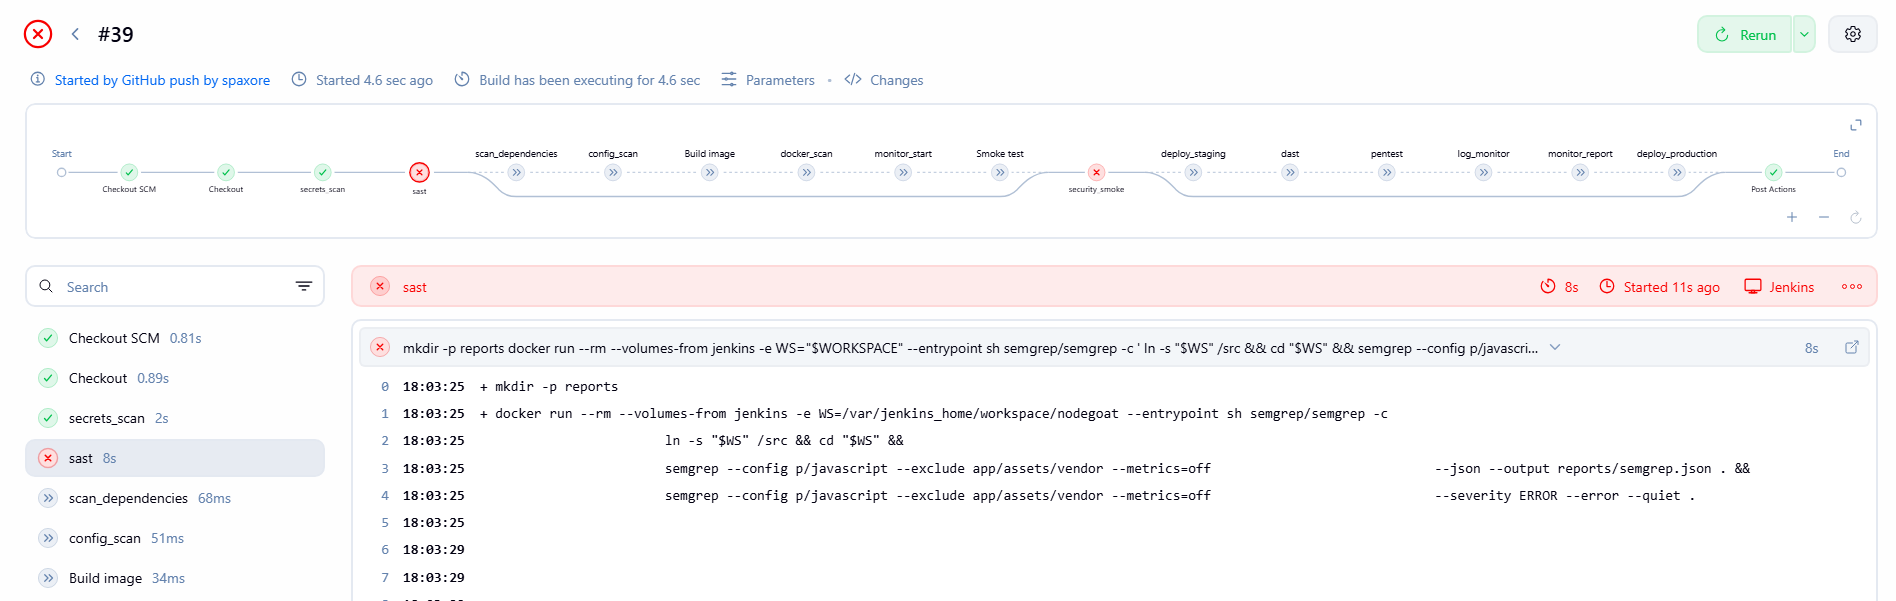 #39
Rerun
Started by GitHub push by spaxore
Started 4.6 sec ago
Build has been executing for 4.6 sec
Parameters
Changes
Start
Checkout SCM
Checkout
secrets_scan
sast
scan_dependencies
config_scan
Build image
docker_scan
monitor_start
Smoke test
security_smoke
deploy_staging
dast
pentest
log_monitor
monitor_report
deploy_production
Post Actions
End
Search
Checkout SCM 0.81s
Checkout 0.89s
secrets_scan 2s
sast 8s
scan_dependencies 68ms
config_scan 51ms
Build image 34ms
sast
8s
Started 11s ago
Jenkins
mkdir -p reports docker run --rm --volumes-from jenkins -e WS="$WORKSPACE" --entrypoint sh semgrep/semgrep -c ' ln -s "$WS" /src && cd "$WS" && semgrep --config p/javascri...
8s
0 18:03:25 + mkdir -p reports
1 18:03:25 + docker run --rm --volumes-from jenkins -e WS=/var/jenkins_home/workspace/nodegoat --entrypoint sh semgrep/semgrep -c
2 18:03:25 ln -s "$WS" /src && cd "$WS" &&
3 18:03:25 semgrep --config p/javascript --exclude app/assets/vendor --metrics=off --json --output reports/semgrep.json . &&
4 18:03:25 semgrep --config p/javascript --exclude app/assets/vendor --metrics=off --severity ERROR --error --quiet .
5 18:03:25
6 18:03:29
7 18:03:29